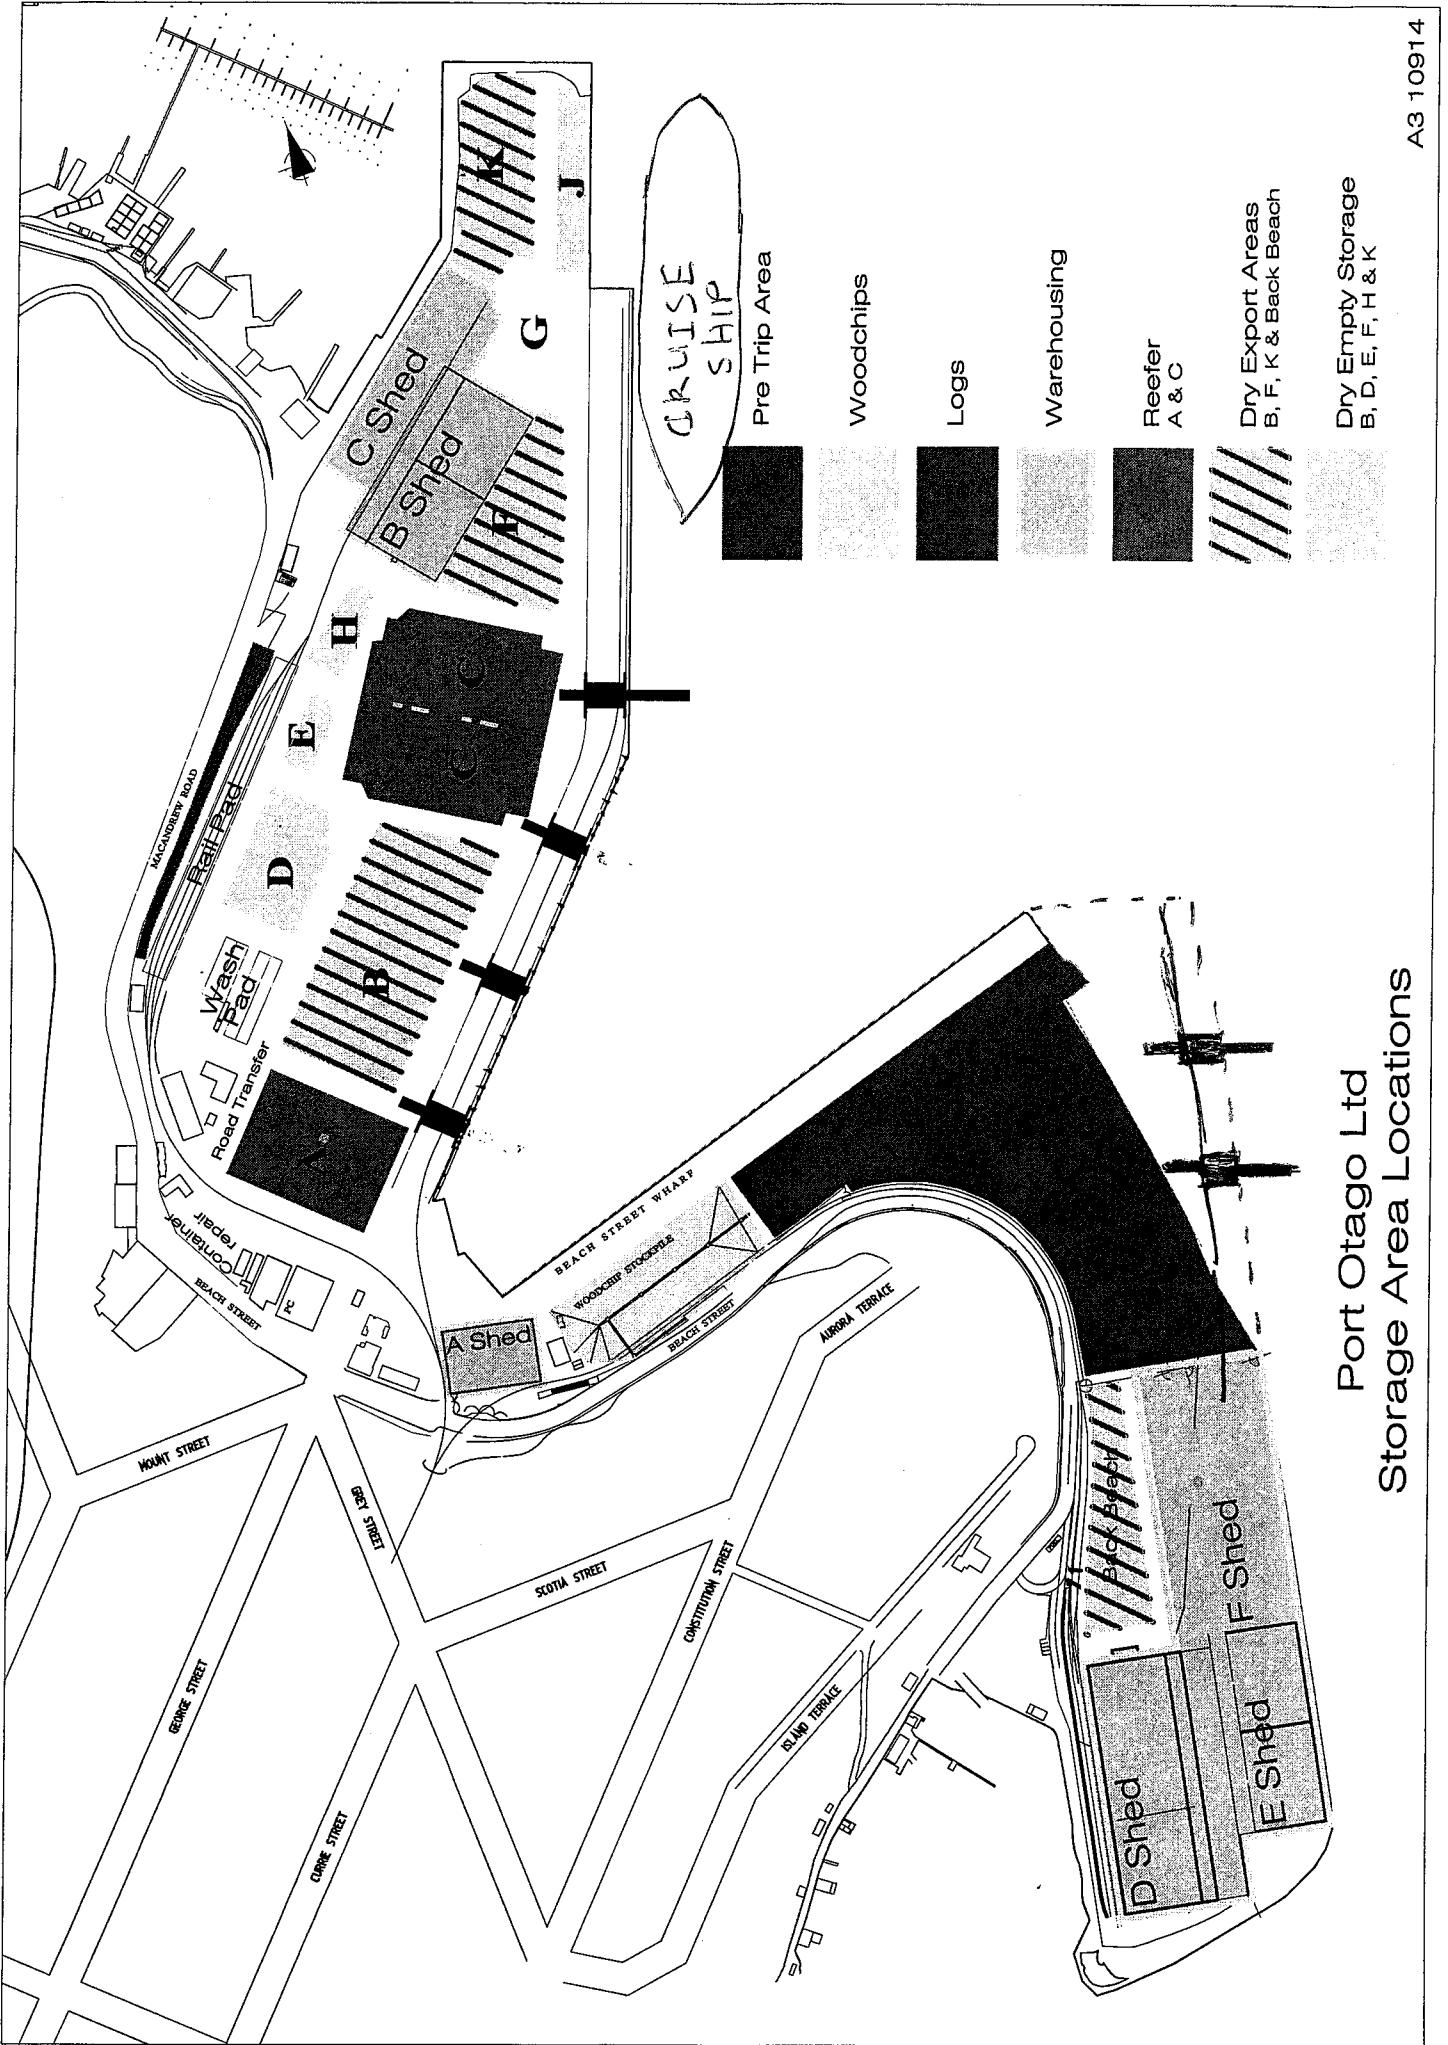 Port Otago Ltd
Storage Area Locations
A3 10914
CRUISE
SHIP
Pre Trip Area
Woodchips
Logs
Warehousing
Reefer
A & C
Dry Export Areas
B, F, K & Back Beach
Dry Empty Storage
B, D, E, F, H & K
K
J
G
C Shed
B Shed
F
H
E
C
C
MACANDREW ROAD
Rail Pad
D
B
Wash
Pad
Road Transfer
A
Container
repair
BEACH STREET
PC
A Shed
BEACH STREET WHARF
WOODCHIP STOCKPILE
BEACH STREET
AURORA TERRACE
MOUNT STREET
GREY STREET
SCOTIA STREET
CONSTITUTION STREET
GEORGE STREET
CURRIE STREET
ISLAND TERRACE
Back Beach
D Shed
E Shed
F Shed